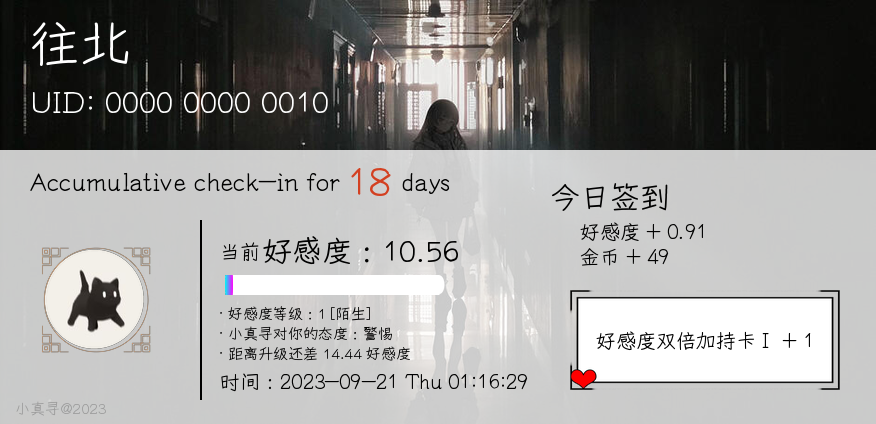 往北
UID: 0000 0000 0010
Accumulative check-in for 18 days
今日签到
好感度 + 0.91
金币 + 49
当前好感度：10.56
· 好感度等级：1 [陌生]
· 小真寻对你的态度：警惕
· 距离升级还差 14.44 好感度
时间：2023-09-21 Thu 01:16:29
好感度双倍加持卡Ⅰ + 1
小真寻@2023